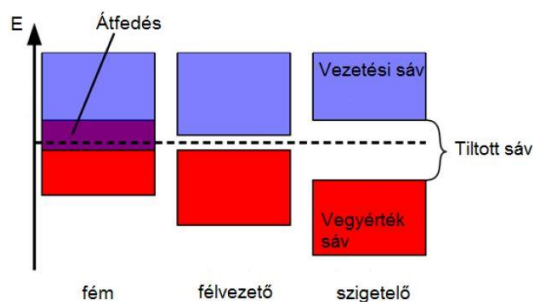 E
Átfedés
Vezetési sáv
Tiltott sáv
Vegyérték
sáv
fém
félvezető
szigetelő